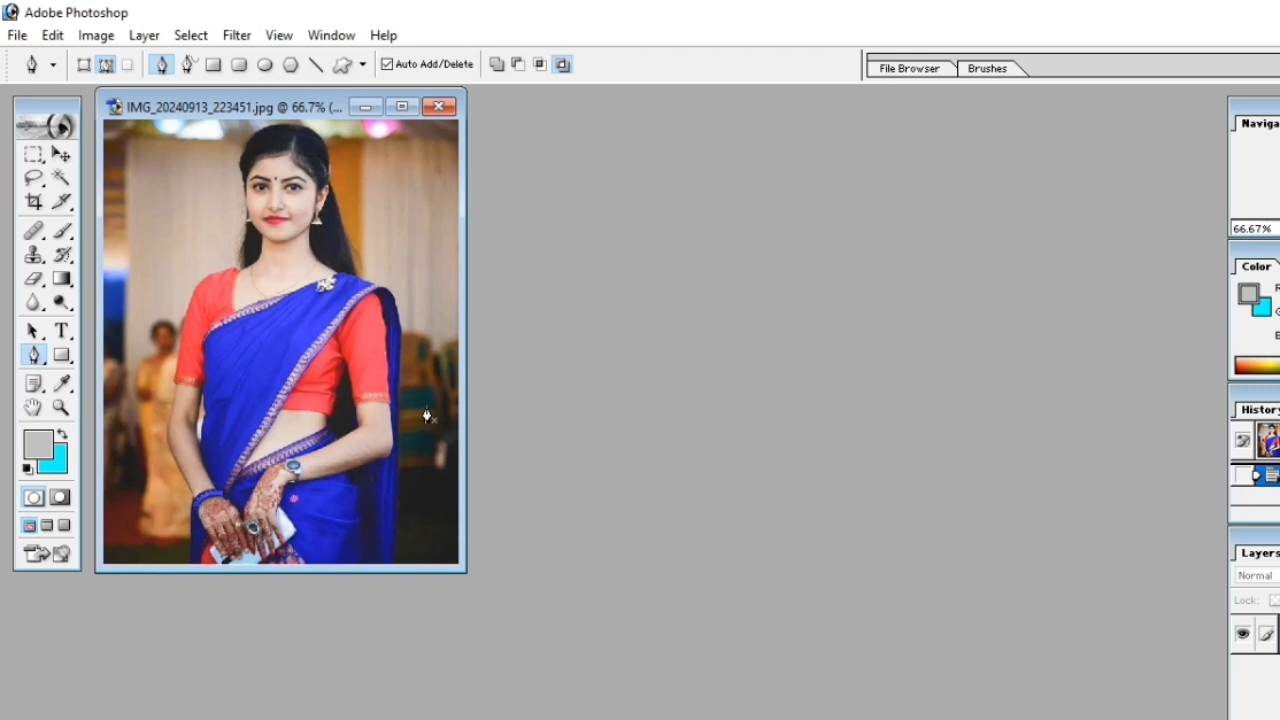 Adobe Photoshop
File Edit Image Layer Select Filter View Window Help
Auto Add/Delete
File Browser Brushes
IMG_20240913_223451.jpg @ 66.7% (...
Naviga
66.67%
Color
R
G
B
History
Layers
Normal
Lock:
T